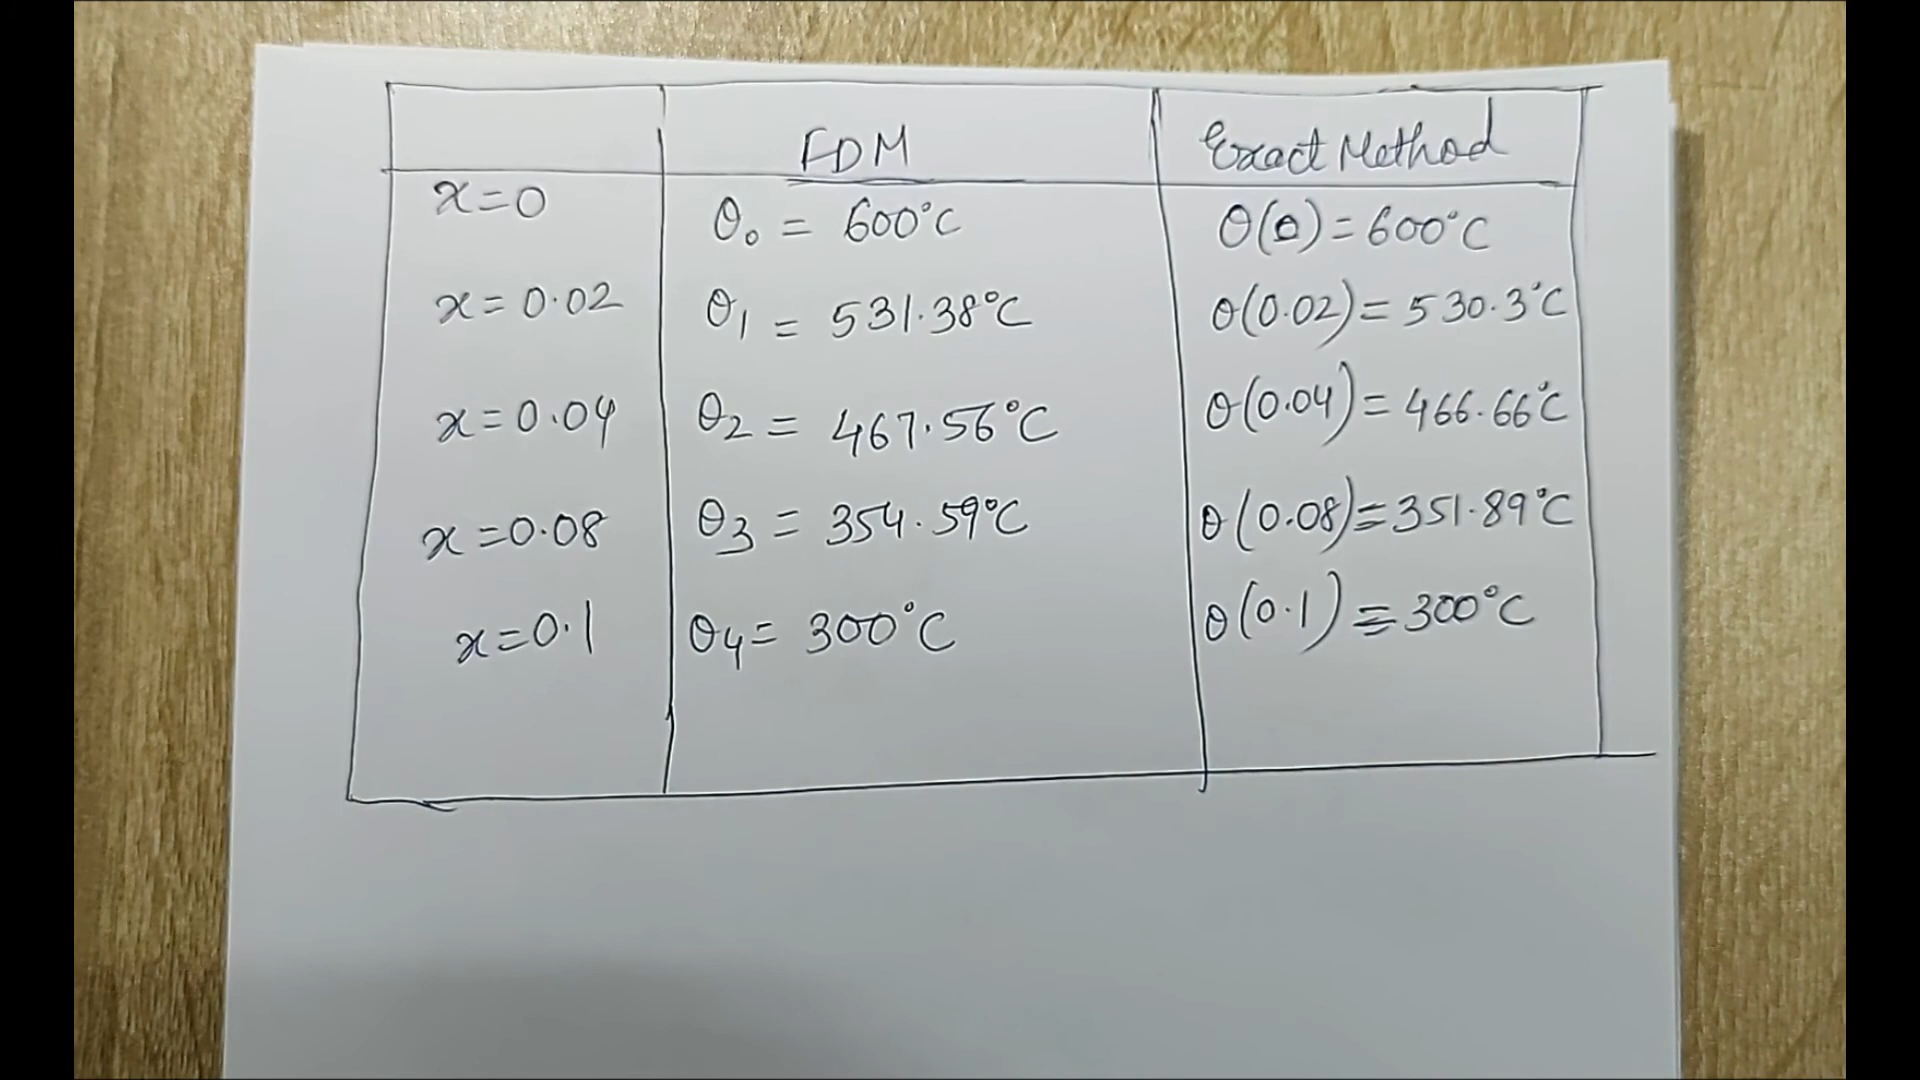 FDM Exact Method
x=0 θ₀ = 600°C θ(0)=600°C
x=0.02 θ₁ = 531.38°C θ(0.02)=530.3°C
x=0.04 θ₂ = 467.56°C θ(0.04)=466.66°C
x=0.08 θ₃ = 354.59°C θ(0.08)=351.89°C
x=0.1 θ₄ = 300°C θ(0.1)=300°C